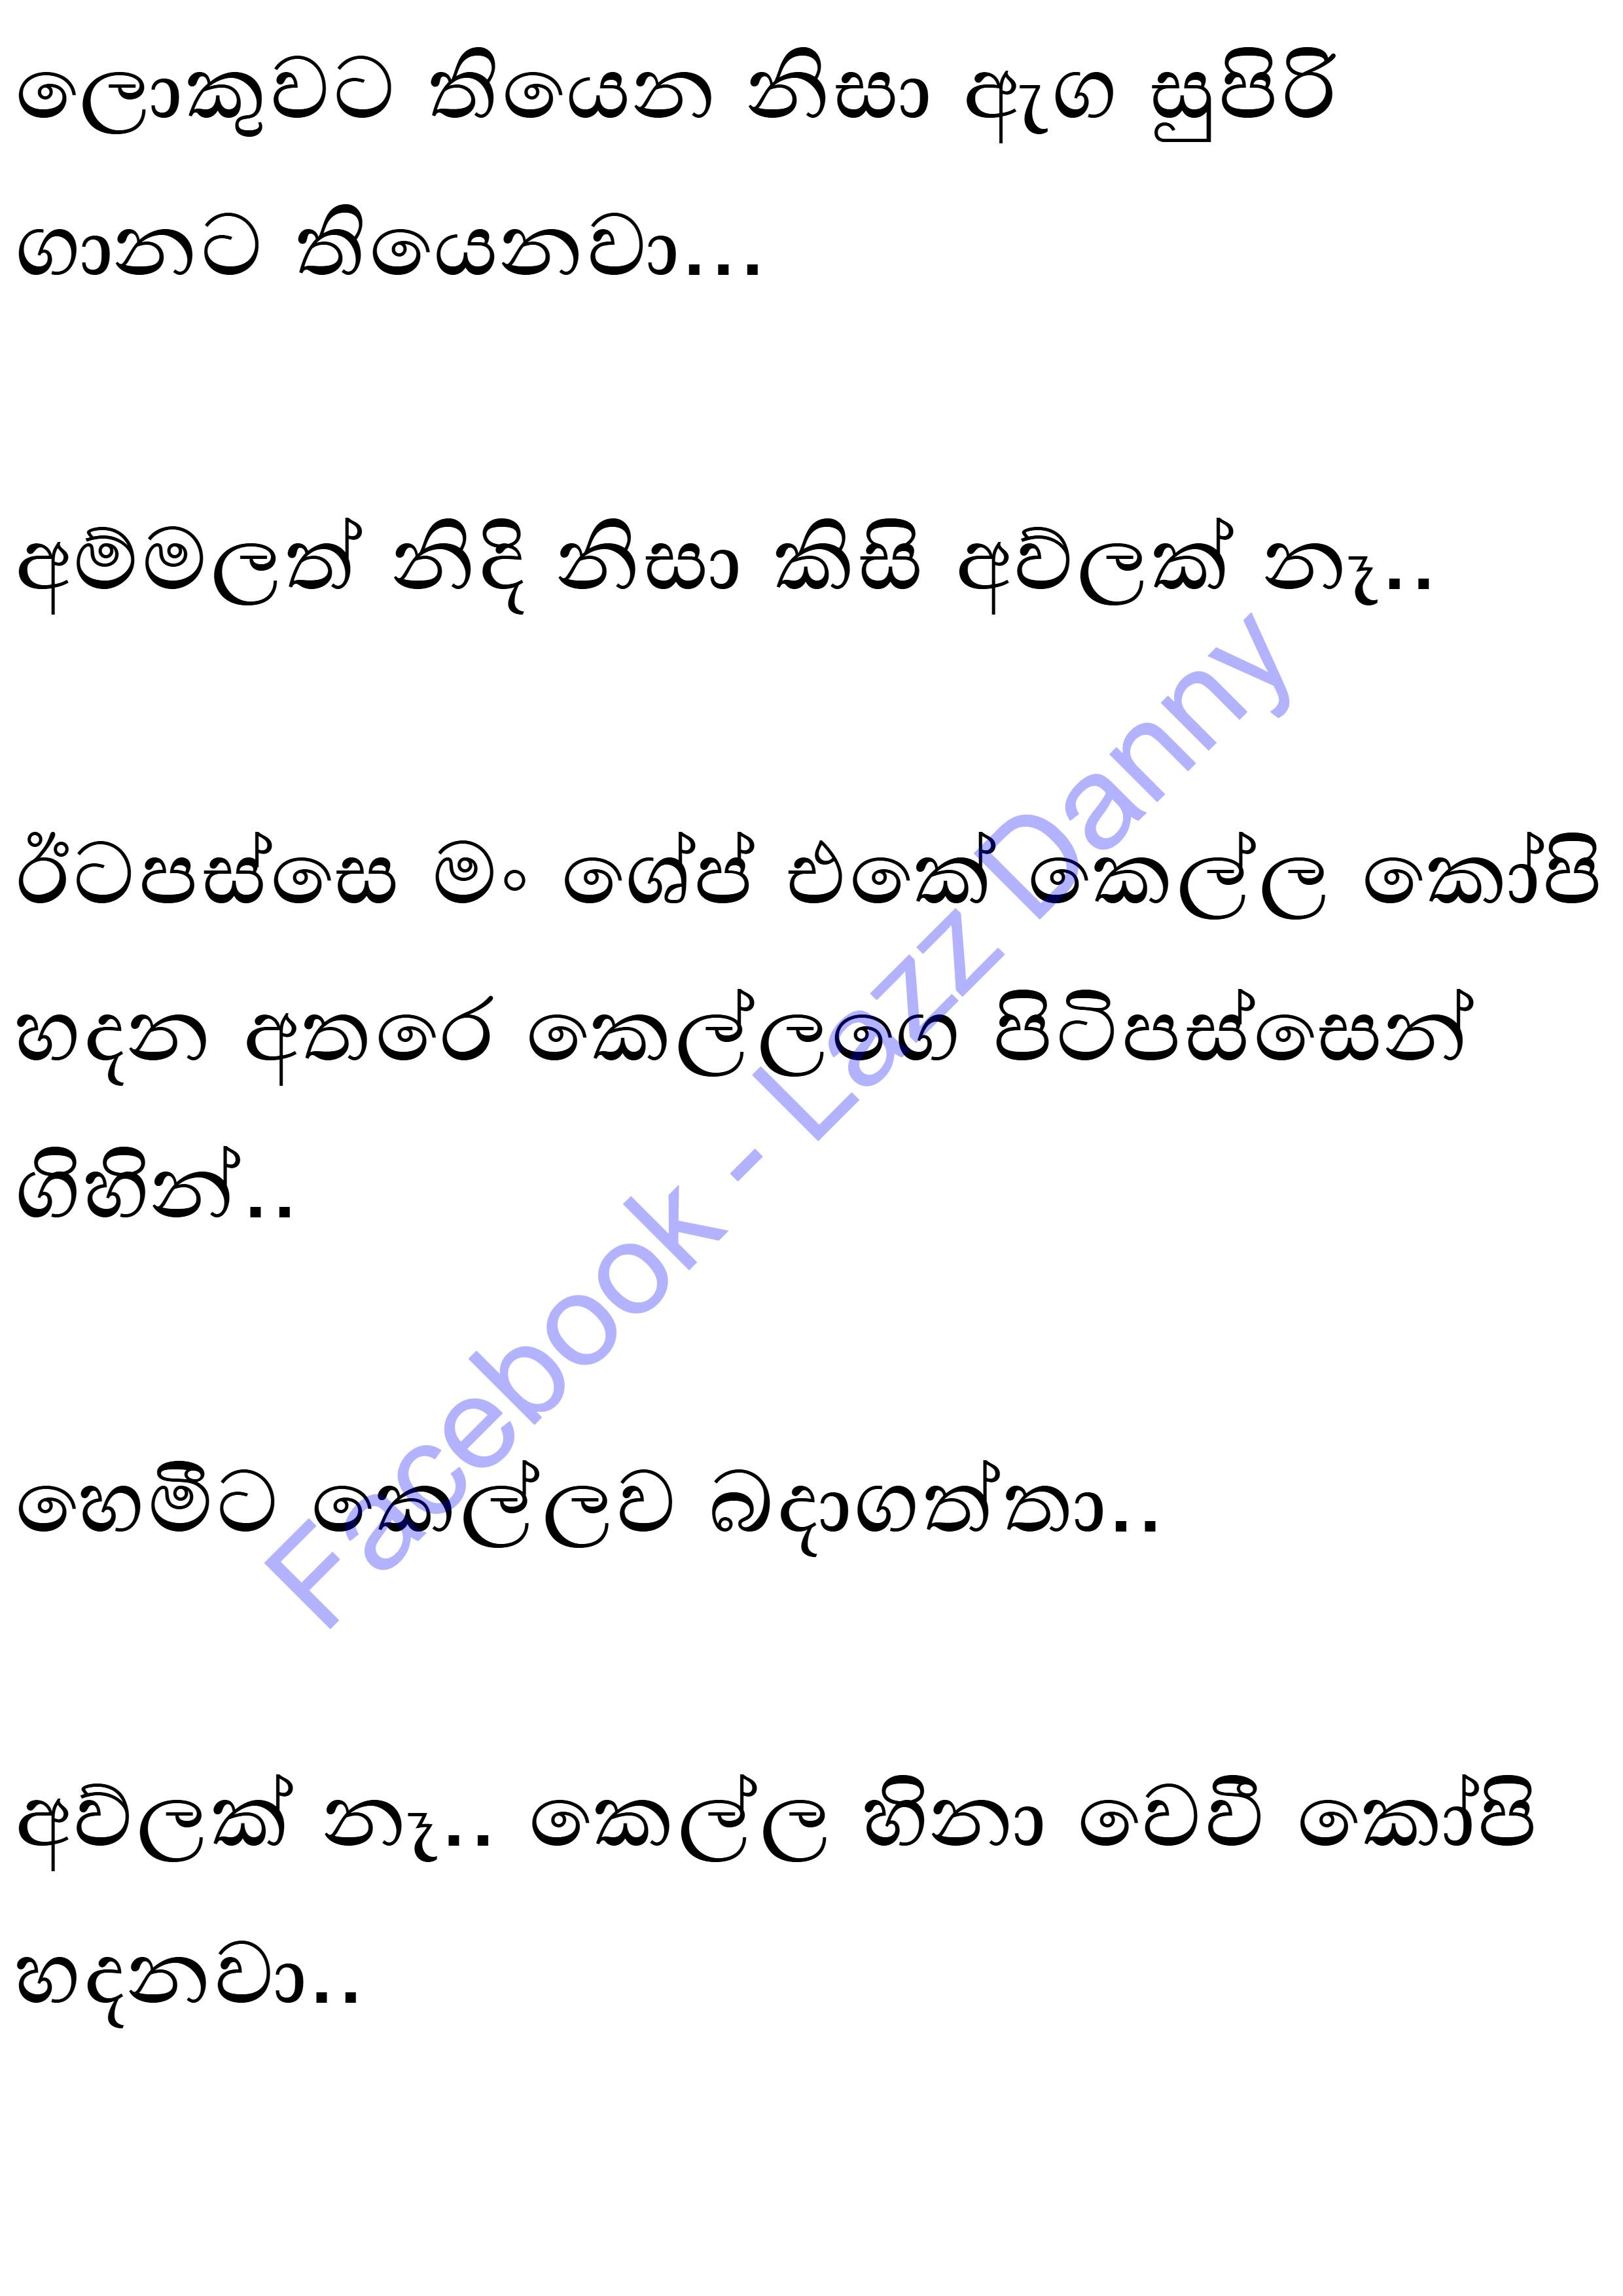 ලොකුවට තියෙන නිසා ඇග සුපිරි
ගානට තියෙනවා...
අම්මලත් නිදි නිසා කිසි අව්ලක් නෑ..
ඊටපස්සෙ මං ශේප් එකේ කෙල්ල කෝපි
හදන අතරෙ කෙල්ලගෙ පිටිපස්සෙන්
ගිහින්..
හෙමීට කෙල්ලව බදාගත්තා..
අව්ලක් නෑ.. කෙල්ල හිනා වෙවී කෝපි
හදනවා..
Facebook - Lazz Danny